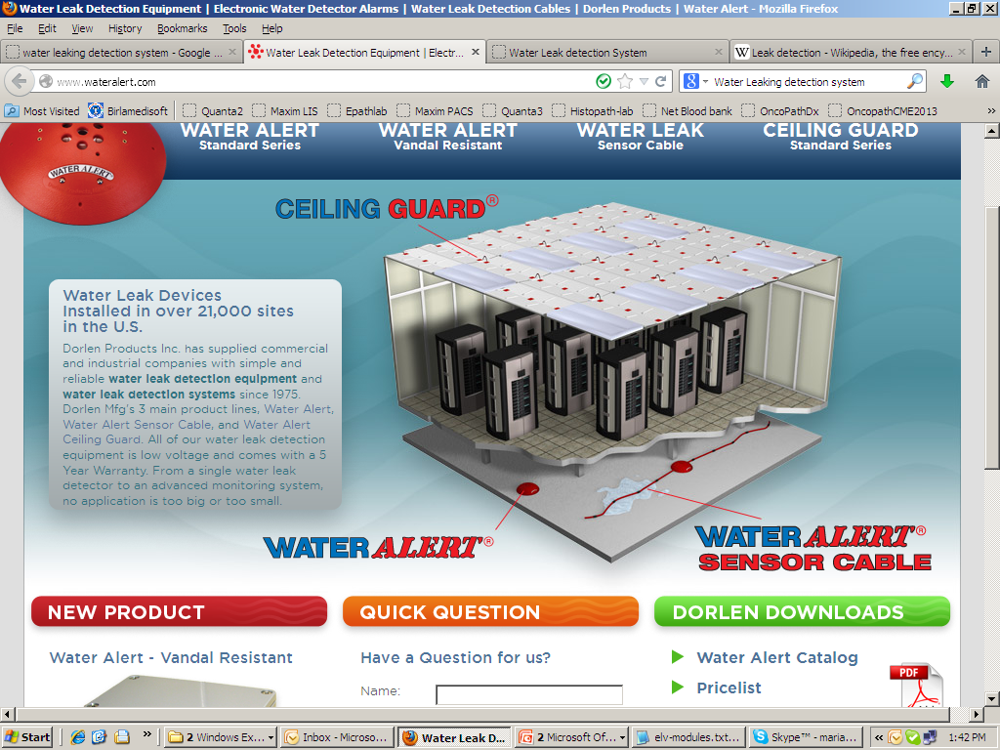 Water Leak Detection Equipment | Electronic Water Detector Alarms | Water Leak Detection Cables | Dorlen Products | Water Alert - Mozilla Firefox
File Edit View History Bookmarks Tools Help
water leaking detection system - Google ...
Water Leak Detection Equipment | Electr...
Water Leak detection System
W Leak detection - Wikipedia, the free ency...
www.wateralert.com
8 Water Leaking detection system
Most Visited Birlamedisoft Quanta2 Maxim LIS Epathlab Maxim PACS Quanta3 Histopath-lab Net Blood bank OncoPathDx OncopathCME2013 »
WATER ALERT
Standard Series
WATER ALERT
Vandal Resistant
WATER LEAK
Sensor Cable
CEILING GUARD
Standard Series
WATER ALERT
CEILING GUARD®
Water Leak Devices
Installed in over 21,000 sites
in the U.S.
Dorlen Products Inc. has supplied commercial
and industrial companies with simple and
reliable water leak detection equipment and
water leak detection systems since 1975.
Dorlen Mfg's 3 main product lines, Water Alert,
Water Alert Sensor Cable, and Water Alert
Ceiling Guard. All of our water leak detection
equipment is low voltage and comes with a 5
Year Warranty. From a single water leak
detector to an advanced monitoring system,
no application is too big or too small.
WATER ALERT®
WATER ALERT®
SENSOR CABLE
NEW PRODUCT
QUICK QUESTION
DORLEN DOWNLOADS
Water Alert - Vandal Resistant
Have a Question for us?
Name:
Water Alert Catalog
Pricelist
PDF
Start » 2 Windows Ex... Inbox - Microso... Water Leak D... 2 Microsoft Of... elv-modules.txt... Skype™ - maria... « 1:42 PM